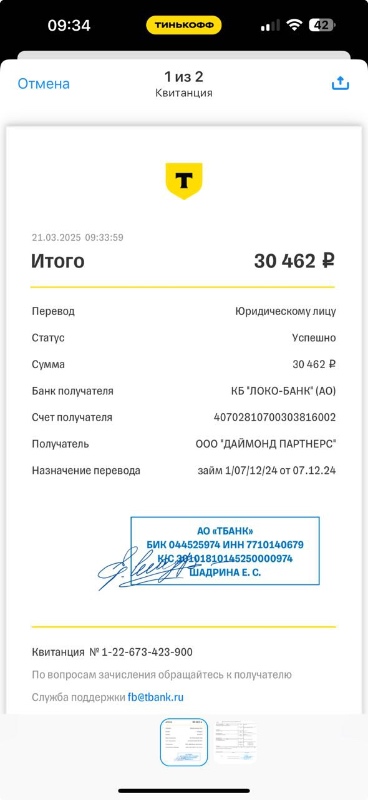 09:34
ТИНЬКОФФ
42
Отмена
1 из 2
Квитанция
Т
21.03.2025 09:33:59
Итого 30 462 ₽
Перевод Юридическому лицу
Статус Успешно
Сумма 30 462 ₽
Банк получателя КБ "ЛОКО-БАНК" (АО)
Счет получателя 40702810700303816002
Получатель ООО "ДАЙМОНД ПАРТНЕРС"
Назначение перевода займ 1/07/12/24 от 07.12.24
АО «ТБАНК»
БИК 044525974 ИНН 7710140679
К/С 30101810145250000974
ШАДРИНА Е. С.
Квитанция № 1-22-673-423-900
По вопросам зачисления обращайтесь к получателю
Служба поддержки fb@tbank.ru